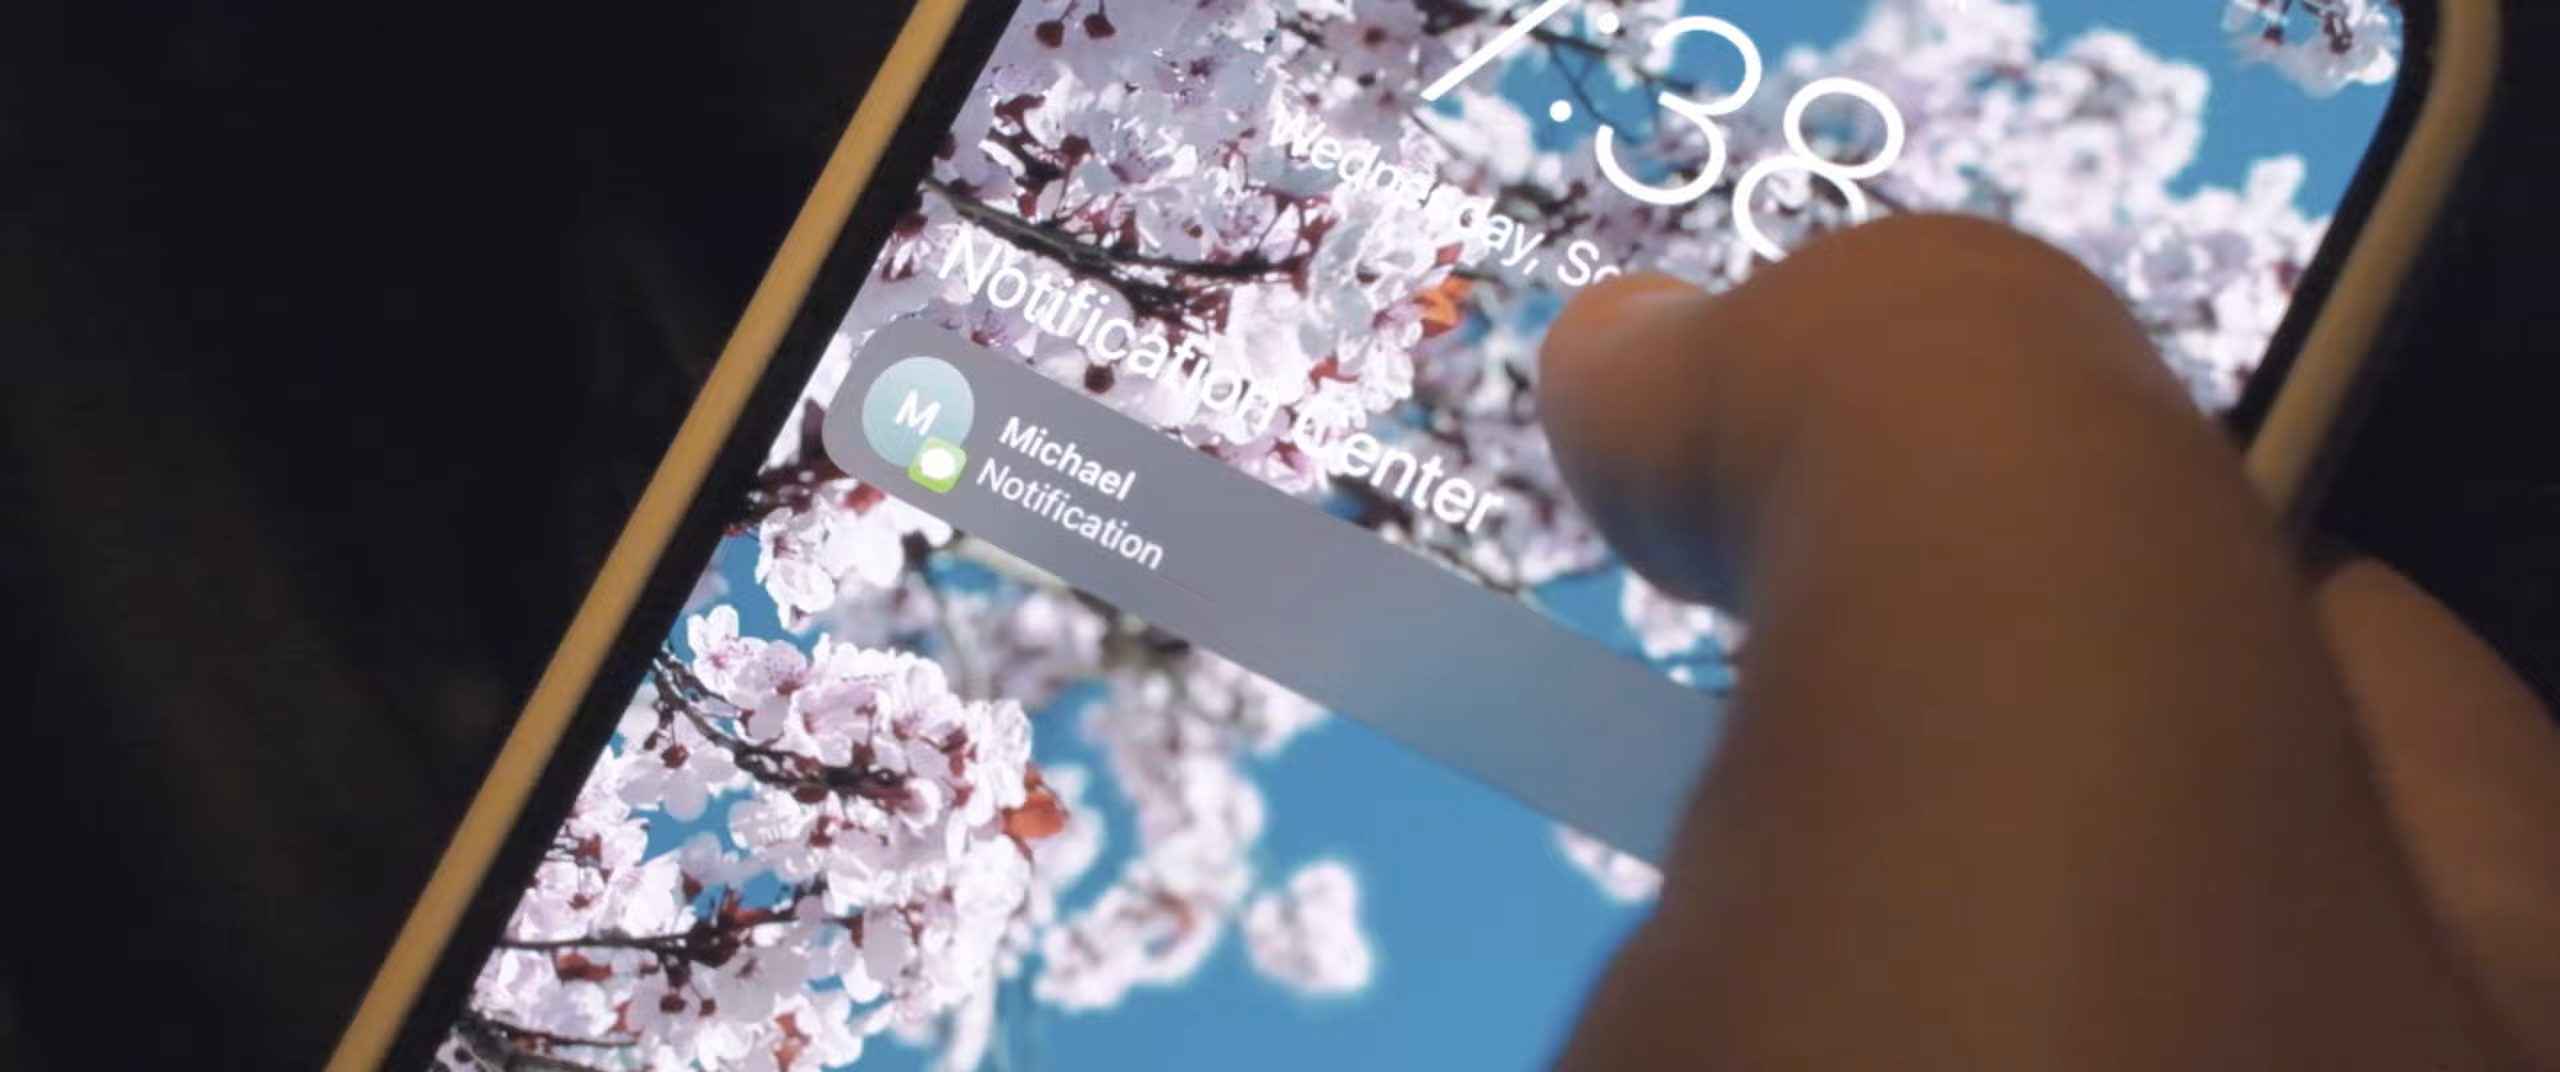 7:38
Wednesday,
Notification Center
M
Michael
Notification